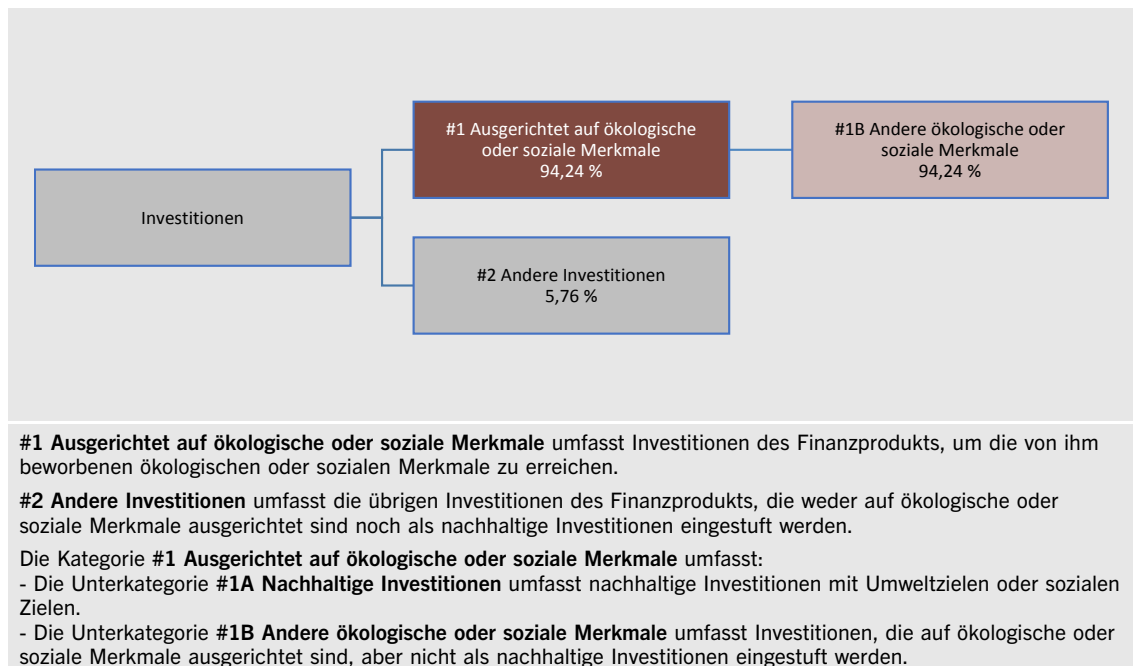 Investitionen
#1 Ausgerichtet auf ökologische
oder soziale Merkmale
94,24 %
#1B Andere ökologische oder
soziale Merkmale
94,24 %
#2 Andere Investitionen
5,76 %
#1 Ausgerichtet auf ökologische oder soziale Merkmale umfasst Investitionen des Finanzprodukts, um die von ihm
beworbenen ökologischen oder sozialen Merkmale zu erreichen.
#2 Andere Investitionen umfasst die übrigen Investitionen des Finanzprodukts, die weder auf ökologische oder
soziale Merkmale ausgerichtet sind noch als nachhaltige Investitionen eingestuft werden.
Die Kategorie #1 Ausgerichtet auf ökologische oder soziale Merkmale umfasst:
- Die Unterkategorie #1A Nachhaltige Investitionen umfasst nachhaltige Investitionen mit Umweltzielen oder sozialen
Zielen.
- Die Unterkategorie #1B Andere ökologische oder soziale Merkmale umfasst Investitionen, die auf ökologische oder
soziale Merkmale ausgerichtet sind, aber nicht als nachhaltige Investitionen eingestuft werden.